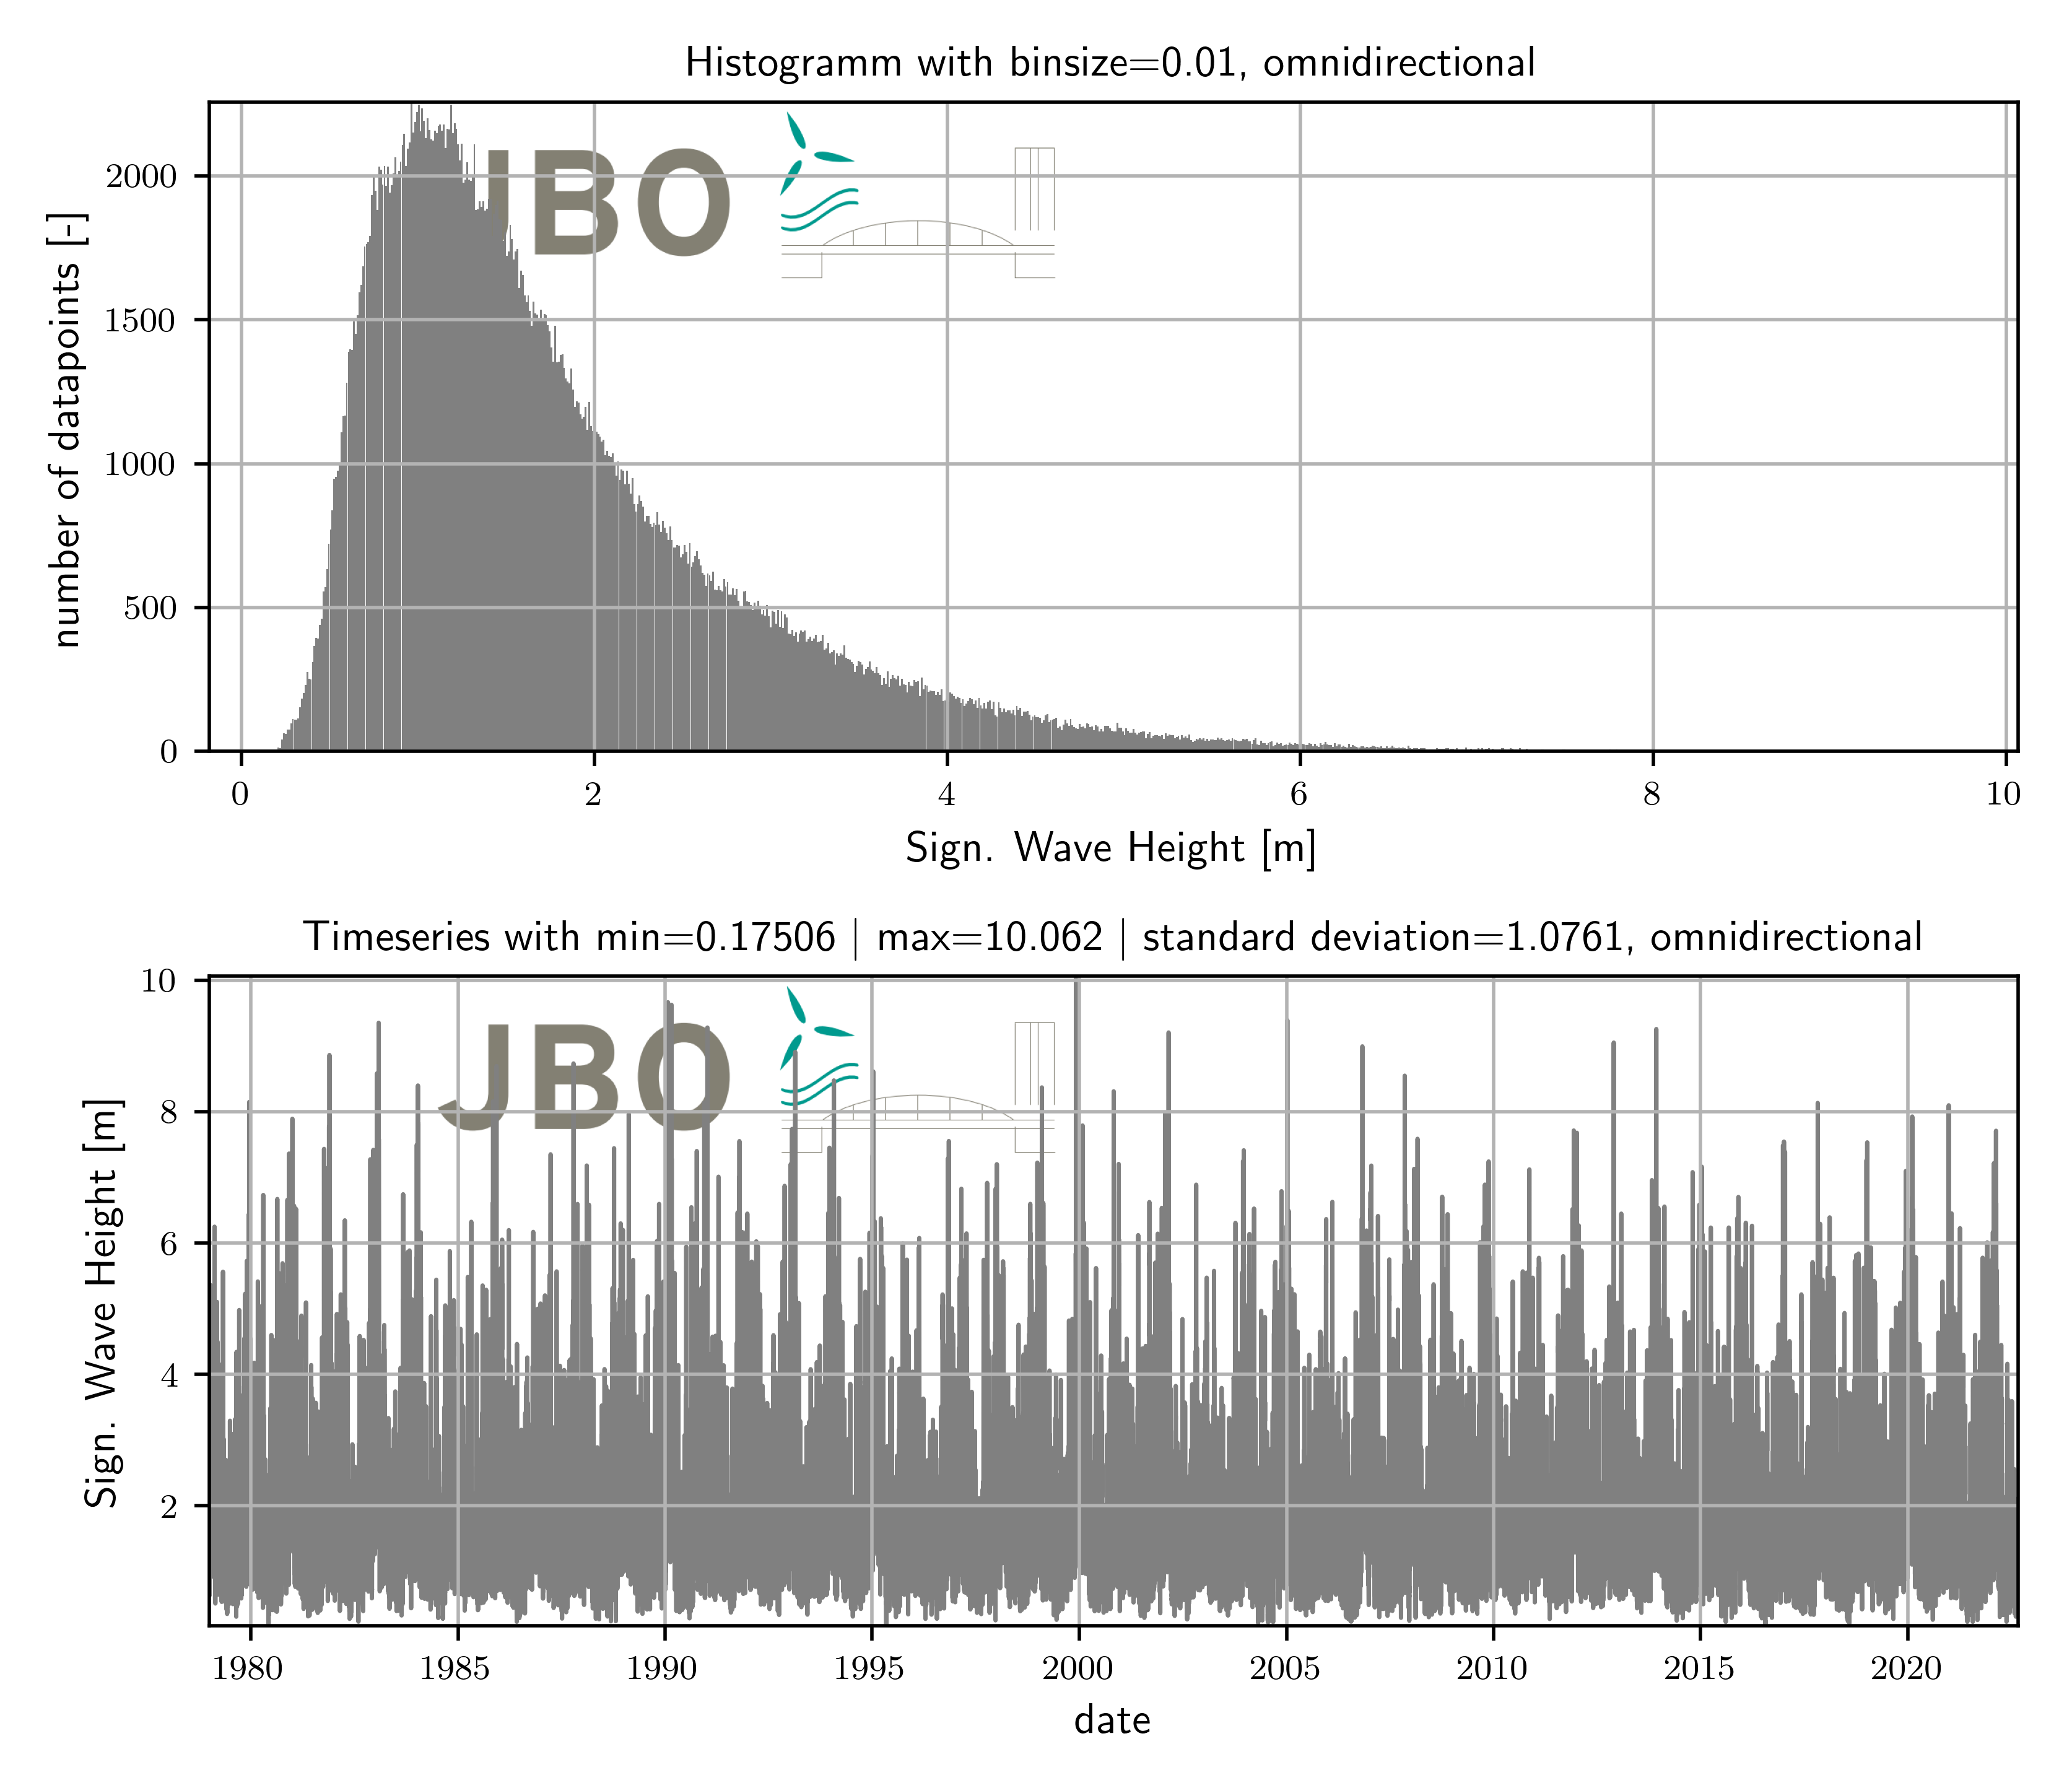 Histogramm with binsize=0.01, omnidirectional
JBO
number of datapoints [-]
2000
1500
1000
500
0
0 2 4 6 8 10
Sign. Wave Height [m]
Timeseries with min=0.17506 | max=10.062 | standard deviation=1.0761, omnidirectional
JBO
Sign. Wave Height [m]
10
8
6
4
2
1980 1985 1990 1995 2000 2005 2010 2015 2020
date